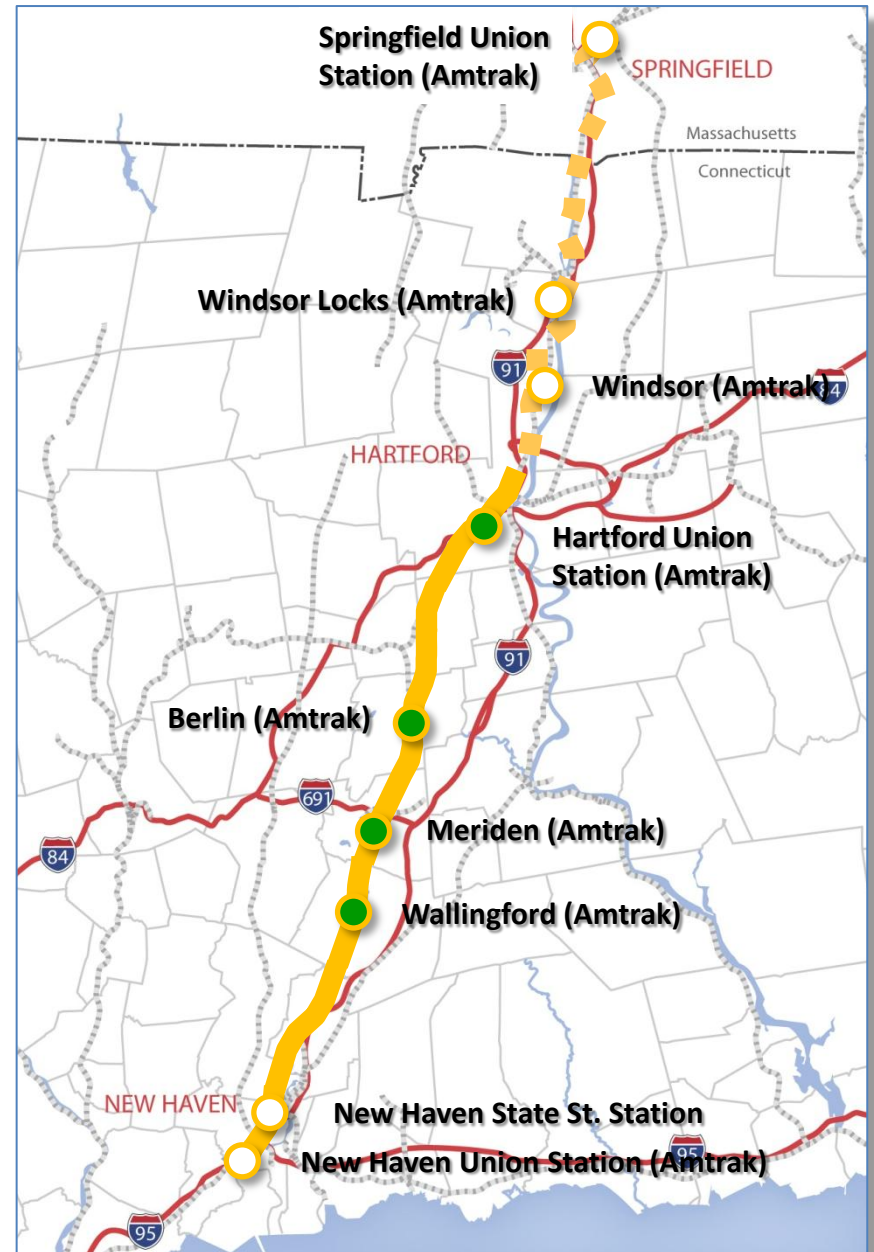 Springfield Union
Station (Amtrak)
SPRINGFIELD
Massachusetts
Connecticut
Windsor Locks (Amtrak)
91
Windsor (Amtrak)
84
HARTFORD
Hartford Union
Station (Amtrak)
91
Berlin (Amtrak)
691
Meriden (Amtrak)
84
Wallingford (Amtrak)
NEW HAVEN
New Haven State St. Station
New Haven Union Station (Amtrak)
95
95